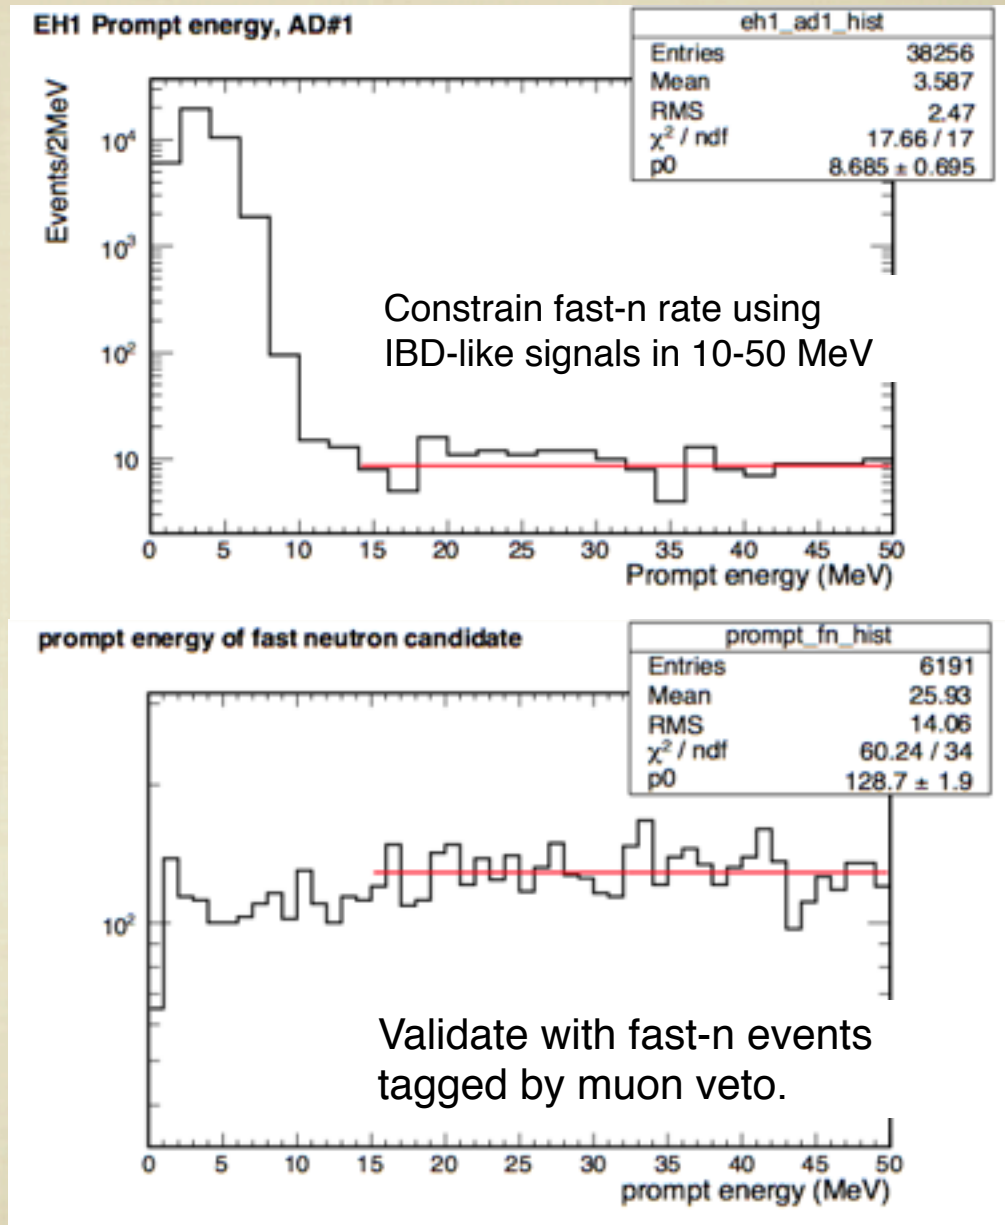 EH1 Prompt energy, AD#1
eh1_ad1_hist
Entries 38256
Mean 3.587
RMS 2.47
χ² / ndf 17.66 / 17
p0 8.685 ± 0.695
Events/2MeV
10⁴
10³
10²
10
Constrain fast-n rate using
IBD-like signals in 10-50 MeV
0 5 10 15 20 25 30 35 40 45 50
Prompt energy (MeV)
prompt energy of fast neutron candidate
prompt_fn_hist
Entries 6191
Mean 25.93
RMS 14.06
χ² / ndf 60.24 / 34
p0 128.7 ± 1.9
10²
Validate with fast-n events
tagged by muon veto.
0 5 10 15 20 25 30 35 40 45 50
prompt energy (MeV)